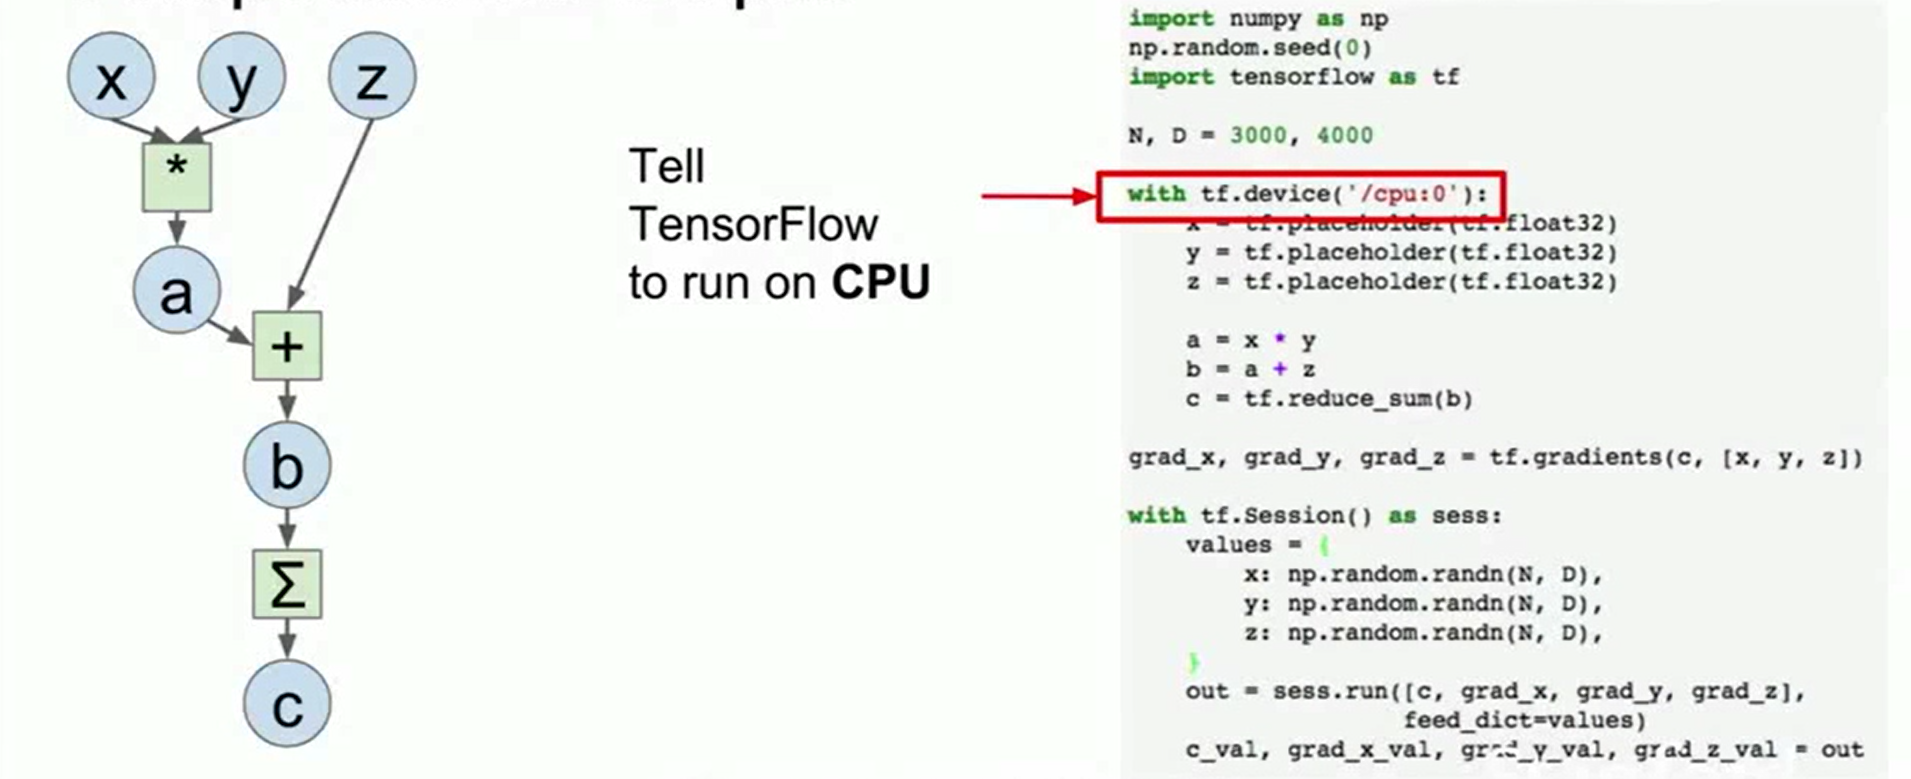 x y z
*
a
+
b
Σ
c
Tell
TensorFlow
to run on CPU
import numpy as np
np.random.seed(0)
import tensorflow as tf
N, D = 3000, 4000
with tf.device('/cpu:0'):
    x = tf.placeholder(tf.float32)
    y = tf.placeholder(tf.float32)
    z = tf.placeholder(tf.float32)
    a = x * y
    b = a + z
    c = tf.reduce_sum(b)
grad_x, grad_y, grad_z = tf.gradients(c, [x, y, z])
with tf.Session() as sess:
    values = {
        x: np.random.randn(N, D),
        y: np.random.randn(N, D),
        z: np.random.randn(N, D),
    }
    out = sess.run([c, grad_x, grad_y, grad_z],
                   feed_dict=values)
    c_val, grad_x_val, grad_y_val, grad_z_val = out